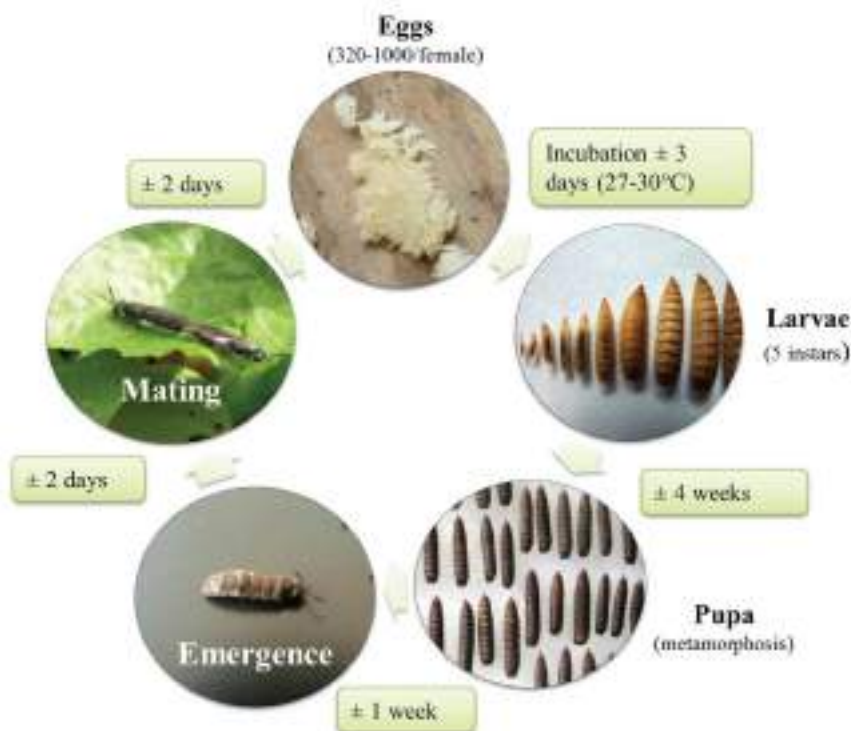 Eggs
(320-1000/female)
± 2 days
Incubation ± 3
days (27-30°C)
Mating
Larvae
(5 instars)
± 2 days
± 4 weeks
Emergence
Pupa
(metamorphosis)
± 1 week